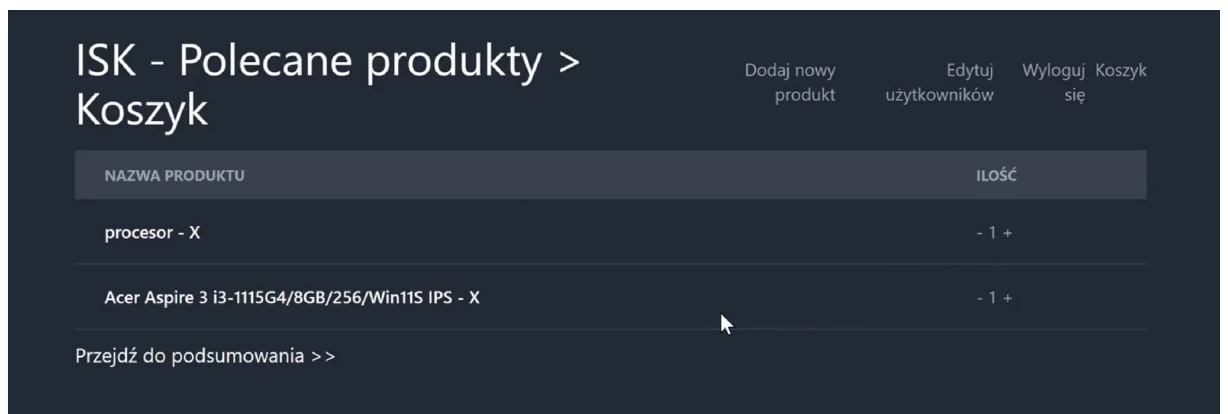 ISK - Polecane produkty >
Koszyk
Dodaj nowy
produkt
Edytuj
użytkowników
Wyloguj
się
Koszyk
NAZWA PRODUKTU ILOŚĆ
procesor - X - 1 +
Acer Aspire 3 i3-1115G4/8GB/256/Win11S IPS - X - 1 +
Przejdź do podsumowania >>